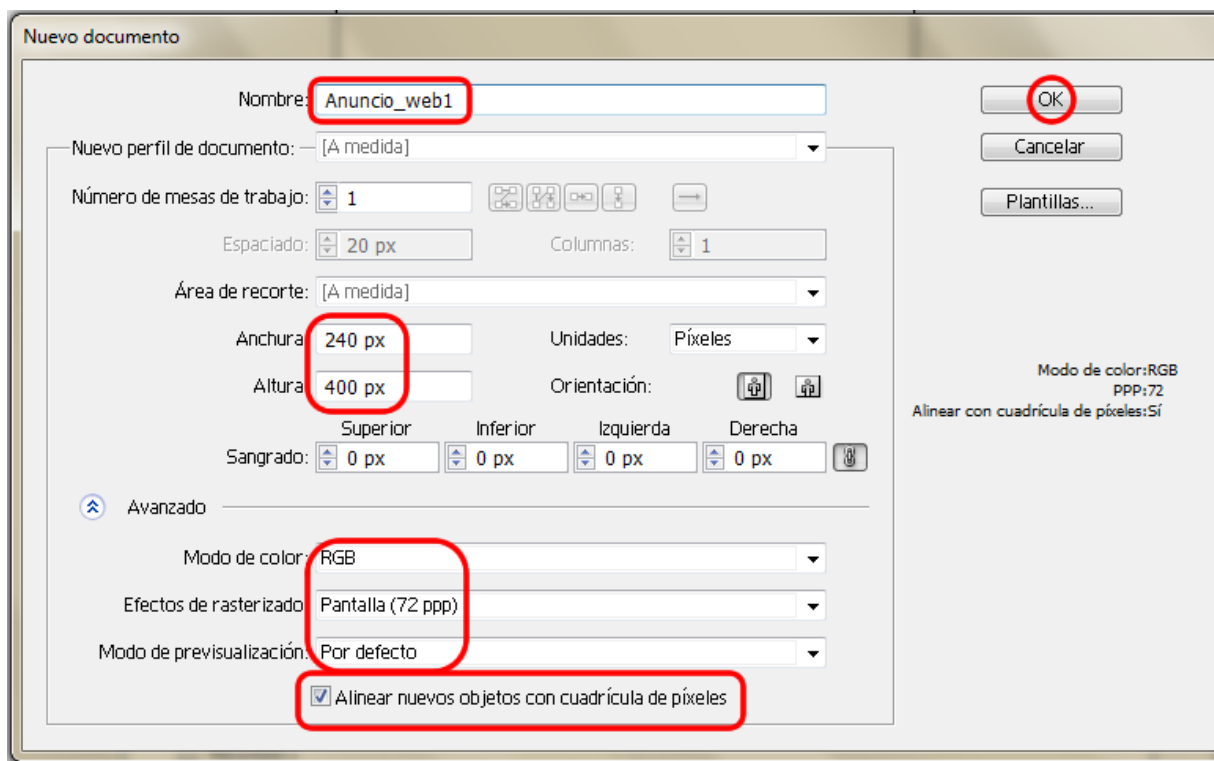 Nuevo documento
Nombre: Anuncio_web1
OK
Nuevo perfil de documento: [A medida]
Cancelar
Número de mesas de trabajo: 1
Plantillas...
Espaciado: 20 px Columnas: 1
Área de recorte: [A medida]
Anchura 240 px Unidades: Píxeles
Altura 400 px Orientación:
Modo de color:RGB
PPP:72
Alinear con cuadrícula de píxeles:Sí
Superior Inferior Izquierda Derecha
Sangrado: 0 px 0 px 0 px 0 px
Avanzado
Modo de color: RGB
Efectos de rasterizado Pantalla (72 ppp)
Modo de previsualización: Por defecto
Alinear nuevos objetos con cuadrícula de píxeles